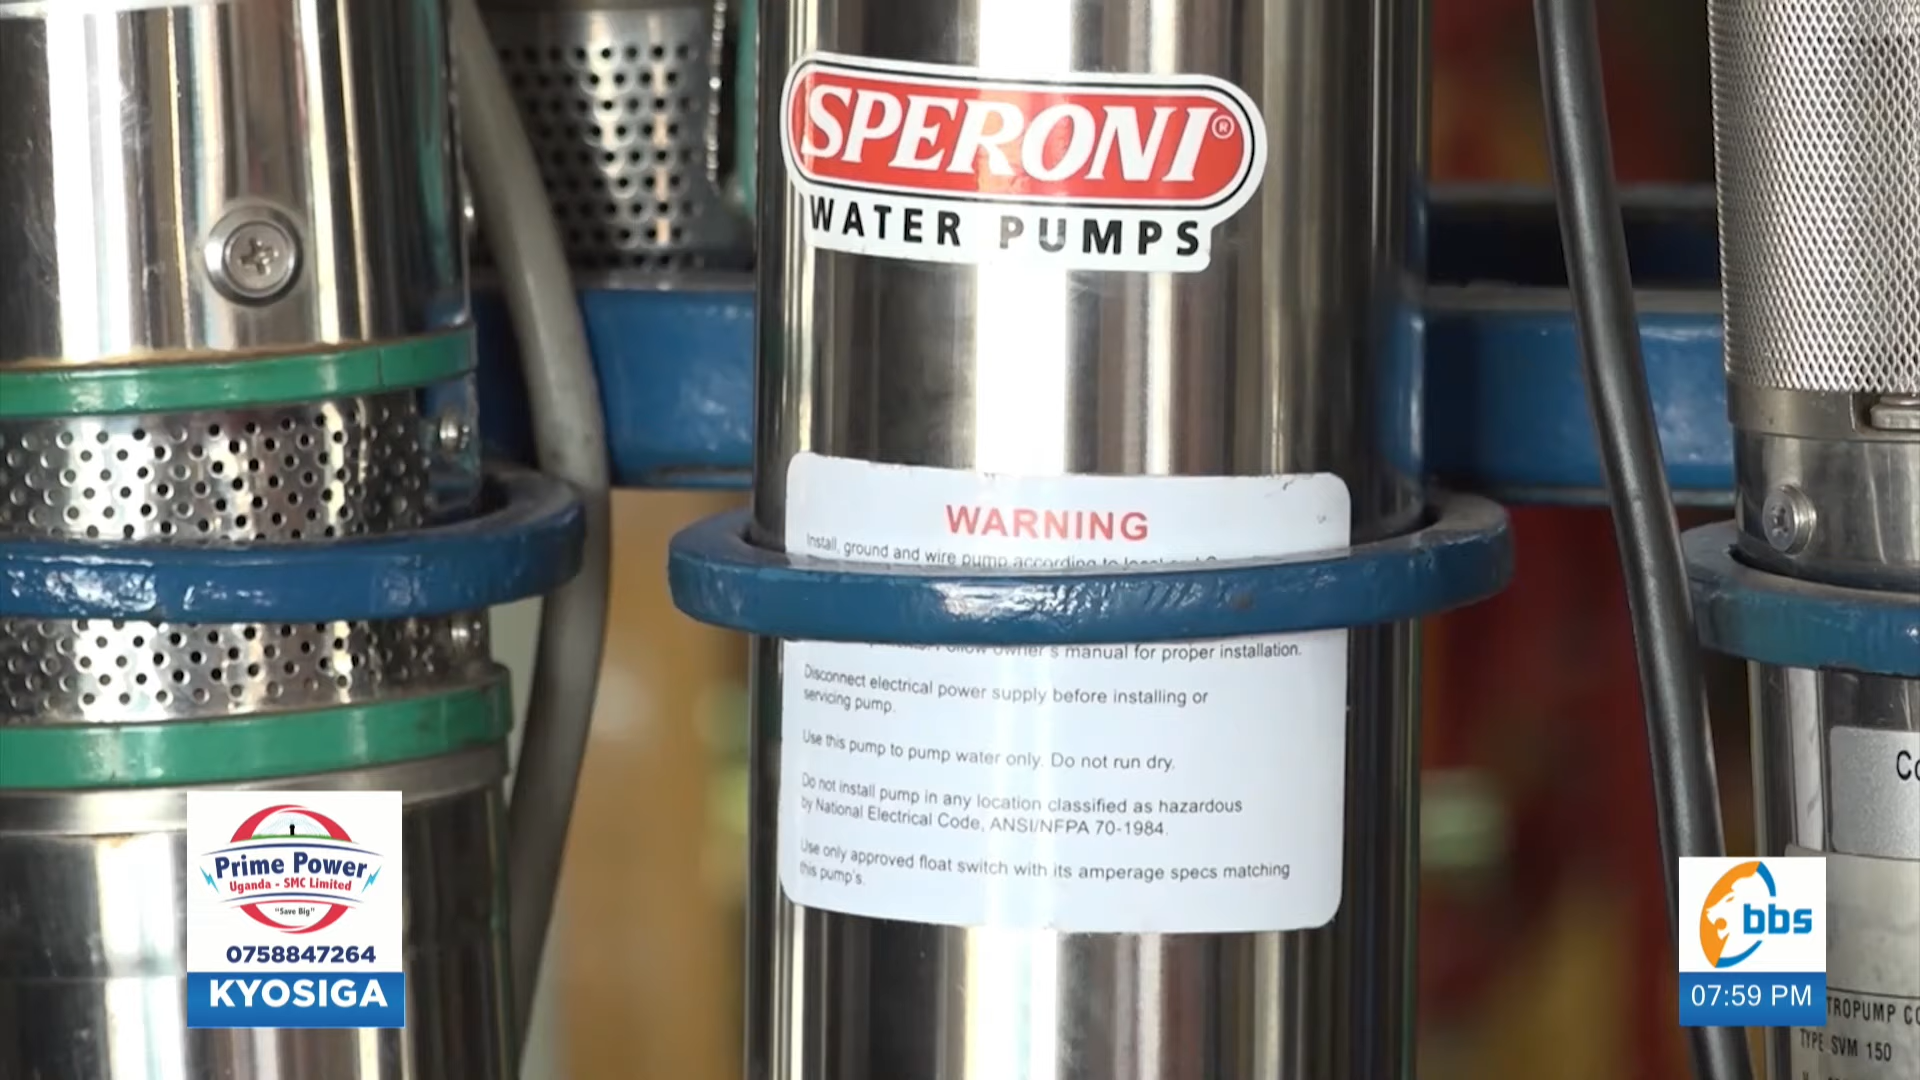 SPERONI®
WATER PUMPS
WARNING
Install, ground and wire pump according to local
Follow owner's manual for proper installation.
Disconnect electrical power supply before installing or
servicing pump.
Use this pump to pump water only. Do not run dry.
Do not install pump in any location classified as hazardous
by National Electrical Code, ANSI/NFPA 70-1984.
Use only approved float switch with its amperage specs matching
this pump's.
Prime Power
Uganda - SMC Limited
"Save Big"
0758847264
KYOSIGA
bbs
07:59 PM
TROPUMP CO
TYPE SVM 150